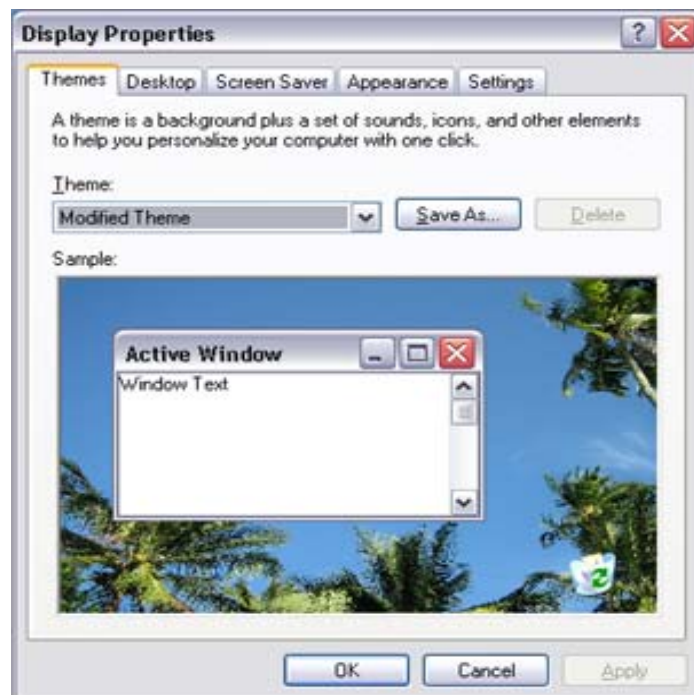 Display Properties
Themes Desktop Screen Saver Appearance Settings
A theme is a background plus a set of sounds, icons, and other elements
to help you personalize your computer with one click.
Theme:
Modified Theme Save As... Delete
Sample:
Active Window
Window Text
OK Cancel Apply